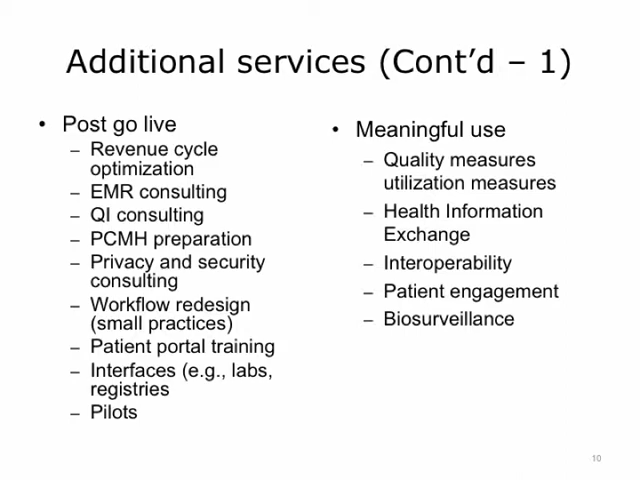 Additional services (Cont’d – 1)
• Post go live
– Revenue cycle
optimization
– EMR consulting
– QI consulting
– PCMH preparation
– Privacy and security
consulting
– Workflow redesign
(small practices)
– Patient portal training
– Interfaces (e.g., labs,
registries
– Pilots
• Meaningful use
– Quality measures
utilization measures
– Health Information
Exchange
– Interoperability
– Patient engagement
– Biosurveillance
10